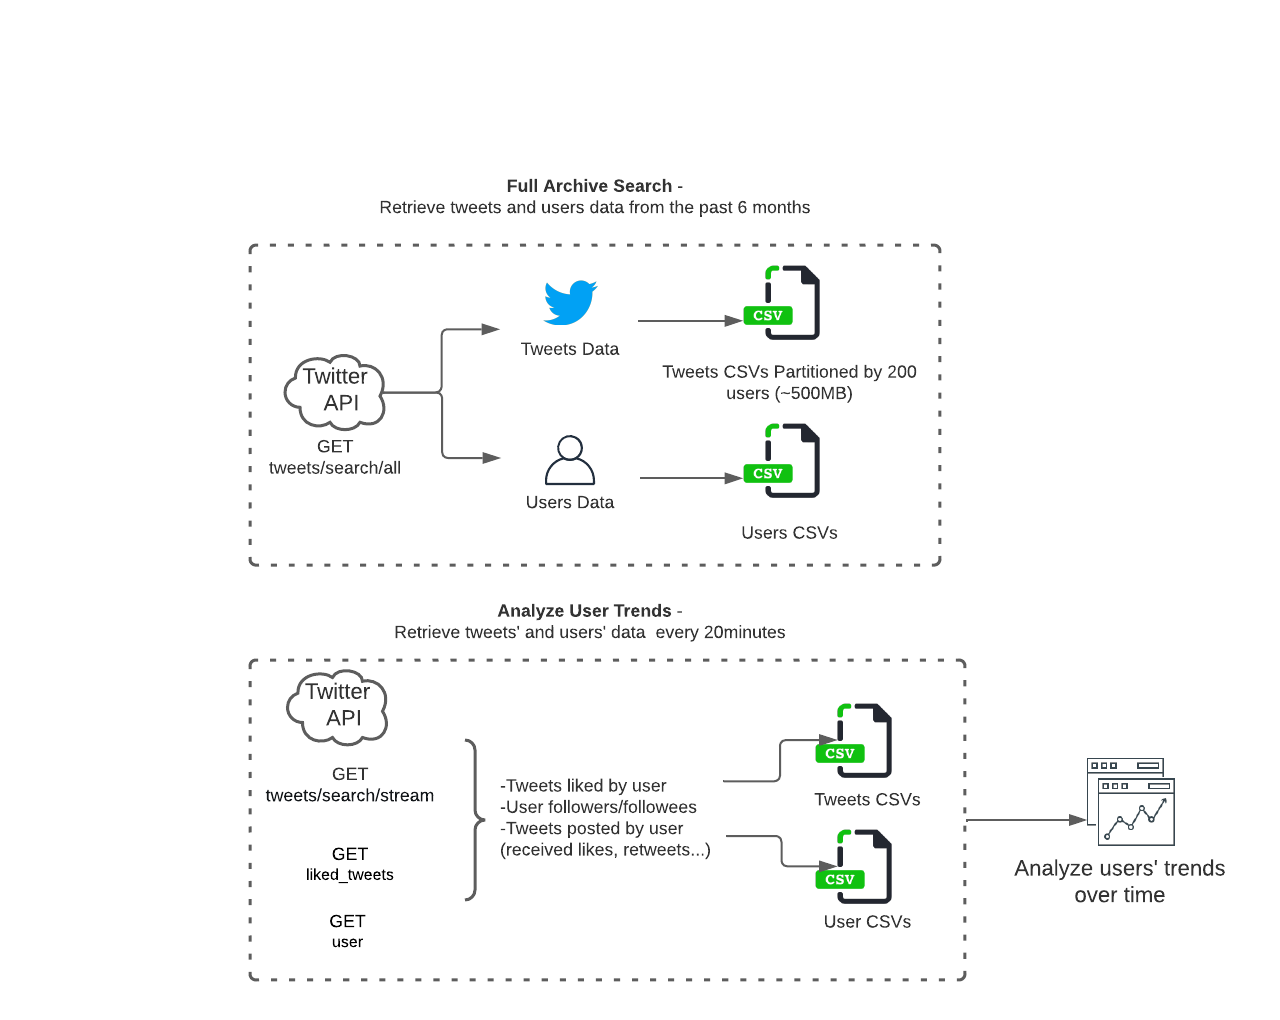 Full Archive Search -
Retrieve tweets and users data from the past 6 months
Twitter
API
GET
tweets/search/all
Tweets Data
CSV
Tweets CSVs Partitioned by 200
users (~500MB)
Users Data
CSV
Users CSVs
Analyze User Trends -
Retrieve tweets' and users' data  every 20minutes
Twitter
API
GET
tweets/search/stream
GET
liked_tweets
GET
user
-Tweets liked by user
-User followers/followees
-Tweets posted by user
(received likes, retweets...)
CSV
Tweets CSVs
CSV
User CSVs
Analyze users' trends
over time